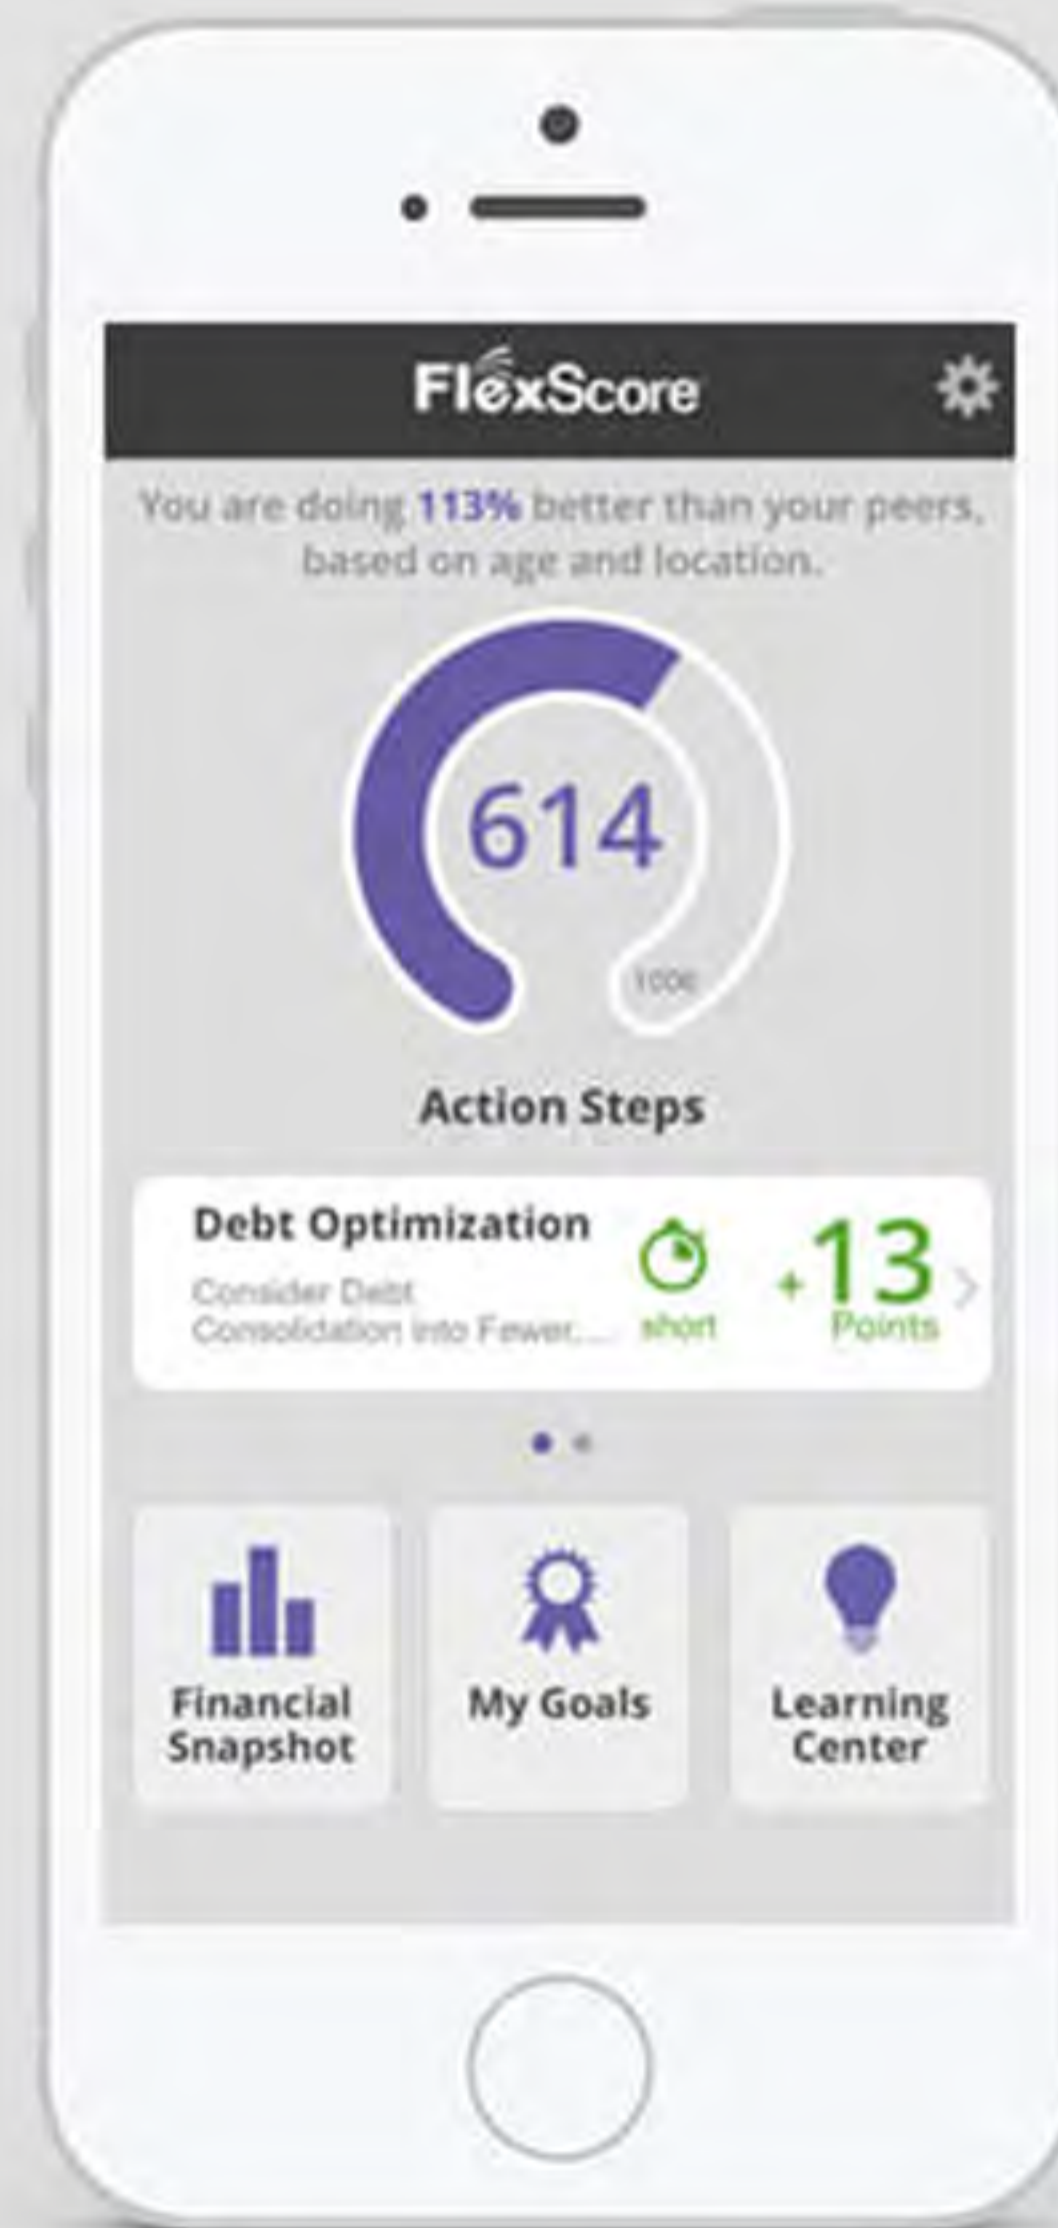 FlexScore
You are doing 113% better than your peers,
based on age and location.
614
Action Steps
Debt Optimization
Consider Debt
Consolidation into Fewer....
short
+13
Points
Financial
Snapshot
My Goals
Learning
Center